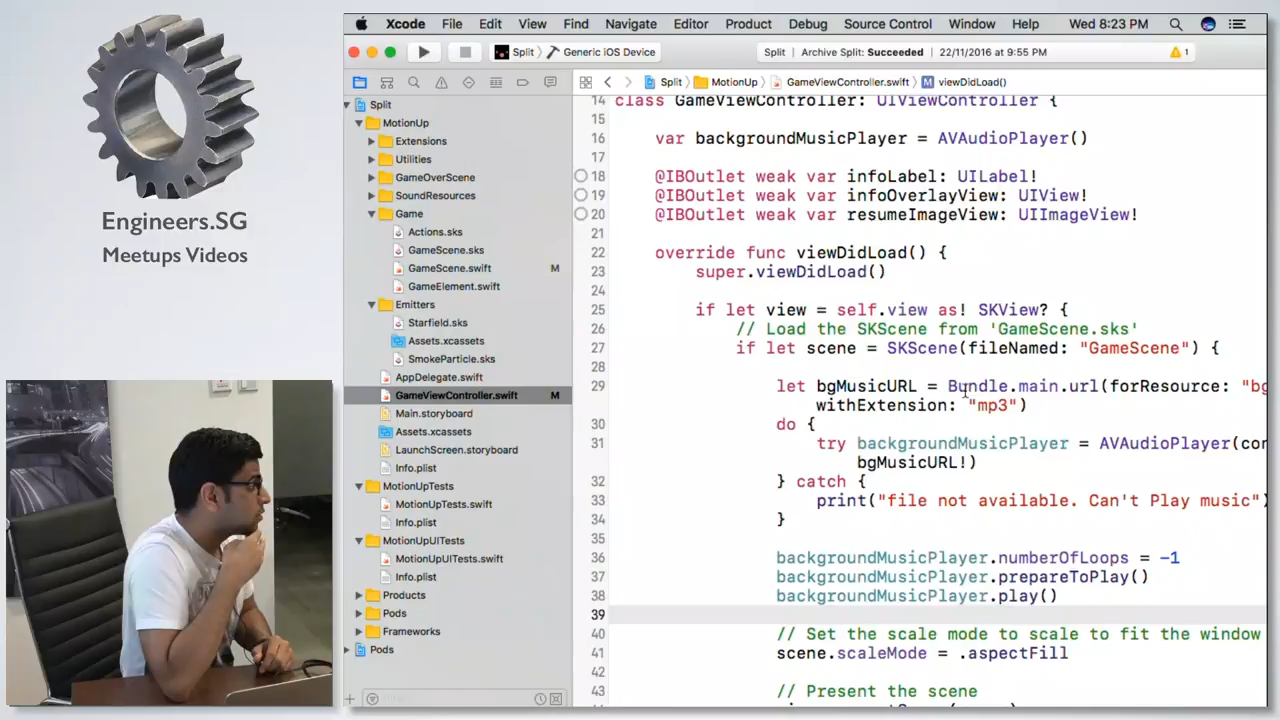 Engineers.SG
Meetups Videos
Xcode File Edit View Find Navigate Editor Product Debug Source Control Window Help Wed 8:23 PM
Split Generic iOS Device
Split Archive Split: Succeeded 22/11/2016 at 9:55 PM 1
Split MotionUp GameViewController.swift M viewDidLoad()
Split
MotionUp
Extensions
Utilities
GameOverScene
SoundResources
Game
Actions.sks
GameScene.sks
GameScene.swift M
GameElement.swift
Emitters
Starfield.sks
Assets.xcassets
SmokeParticle.sks
AppDelegate.swift
GameViewController.swift M
Main.storyboard
Assets.xcassets
LaunchScreen.storyboard
Info.plist
MotionUpTests
MotionUpTests.swift
Info.plist
MotionUpUITests
MotionUpUITests.swift
Info.plist
Products
Pods
Frameworks
Pods
14 class GameViewController: UIViewController {
15
16 var backgroundMusicPlayer = AVAudioPlayer()
17
18 @IBOutlet weak var infoLabel: UILabel!
19 @IBOutlet weak var infoOverlayView: UIView!
20 @IBOutlet weak var resumeImageView: UIImageView!
21
22 override func viewDidLoad() {
23 super.viewDidLoad()
24
25 if let view = self.view as! SKView? {
26 // Load the SKScene from 'GameScene.sks'
27 if let scene = SKScene(fileNamed: "GameScene") {
28
29 let bgMusicURL = Bundle.main.url(forResource: "bg
withExtension: "mp3")
30 do {
31 try backgroundMusicPlayer = AVAudioPlayer(con
bgMusicURL!)
32 } catch {
33 print("file not available. Can't Play music")
34 }
35
36 backgroundMusicPlayer.numberOfLoops = -1
37 backgroundMusicPlayer.prepareToPlay()
38 backgroundMusicPlayer.play()
39
40 // Set the scale mode to scale to fit the window
41 scene.scaleMode = .aspectFill
42
43 // Present the scene